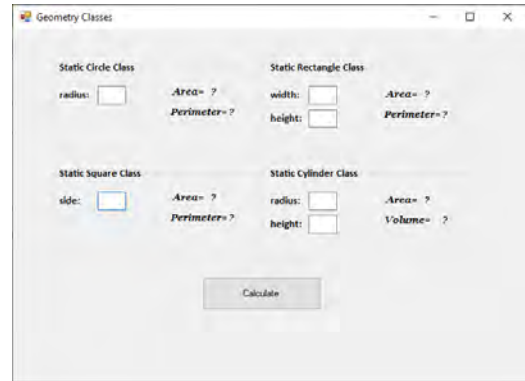 Geometry Classes
Static Circle Class
radius:
Area= ?
Perimeter= ?
Static Rectangle Class
width:
height:
Area= ?
Perimeter= ?
Static Square Class
side:
Area= ?
Perimeter= ?
Static Cylinder Class
radius:
height:
Area= ?
Volume= ?
Calculate